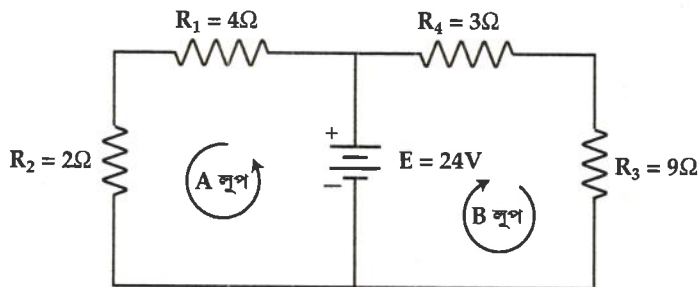 R₁ = 4Ω
R₄ = 3Ω
R₂ = 2Ω
+
A লুপ
E = 24V
R₃ = 9Ω
−
B লুপ